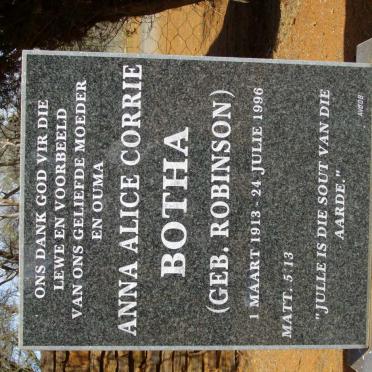 ONS DANK GOD VIR DIE
LEWE EN VOORBEELD
VAN ONS GELIEFDE MOEDER
EN OUMA
ANNA ALICE CORRIE
BOTHA
(GEB. ROBINSON)
1 MAART 1913 - 24 JULIE 1996
MATT. 5:13
"JULLE IS DIE SOUT VAN DIE
AARDE."